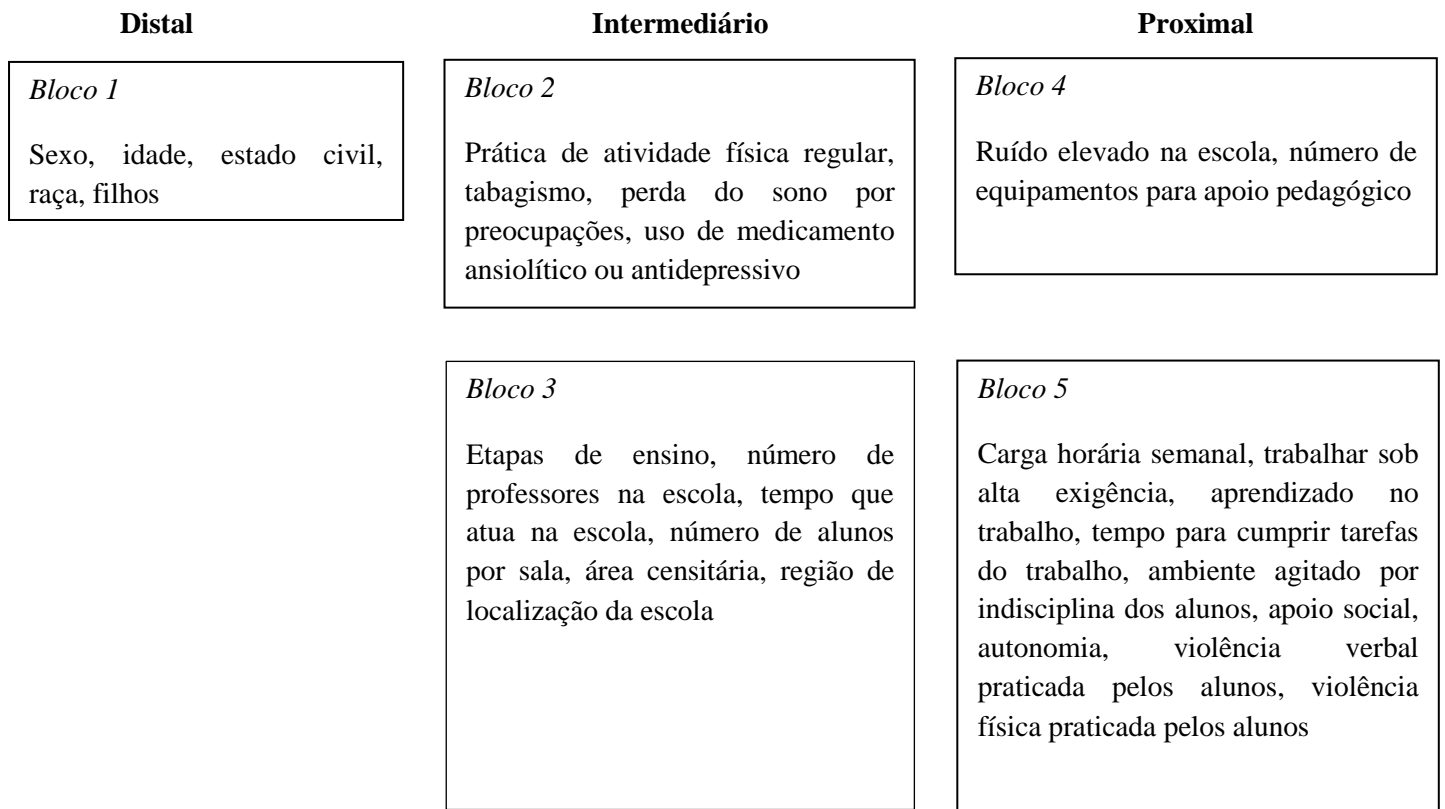 Distal
Intermediário
Proximal
Bloco 1
Sexo, idade, estado civil,
raça, filhos
Bloco 2
Prática de atividade física regular,
tabagismo, perda do sono por
preocupações, uso de medicamento
ansiolítico ou antidepressivo
Bloco 4
Ruído elevado na escola, número de
equipamentos para apoio pedagógico
Bloco 3
Etapas de ensino, número de
professores na escola, tempo que
atua na escola, número de alunos
por sala, área censitária, região de
localização da escola
Bloco 5
Carga horária semanal, trabalhar sob
alta exigência, aprendizado no
trabalho, tempo para cumprir tarefas
do trabalho, ambiente agitado por
indisciplina dos alunos, apoio social,
autonomia, violência verbal
praticada pelos alunos, violência
física praticada pelos alunos